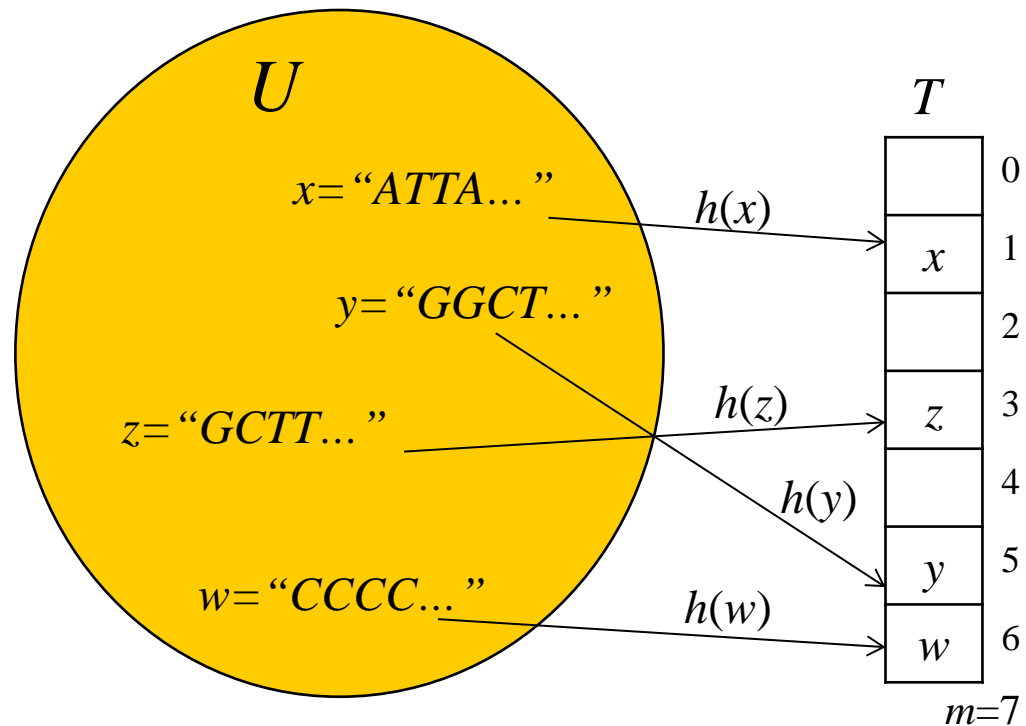 U
T
0
x=“ATTA…”
h(x)
x
1
y=“GGCT…”
2
z=“GCTT…”
h(z)
z
3
4
h(y)
y
5
w=“CCCC…”
h(w)
w
6
m=7